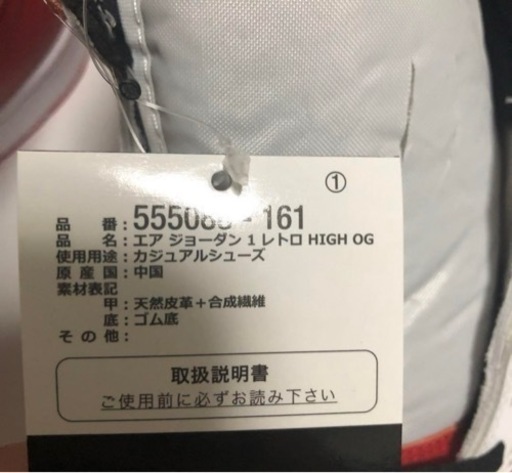 ①
品 番：555088-161
品 名：エア ジョーダン 1 レトロ HIGH OG
使用用途：カジュアルシューズ
原 産 国：中国
素材表記
甲：天然皮革＋合成繊維
底：ゴム底
そ の 他：
取扱説明書
ご使用前に必ずお読み下さい